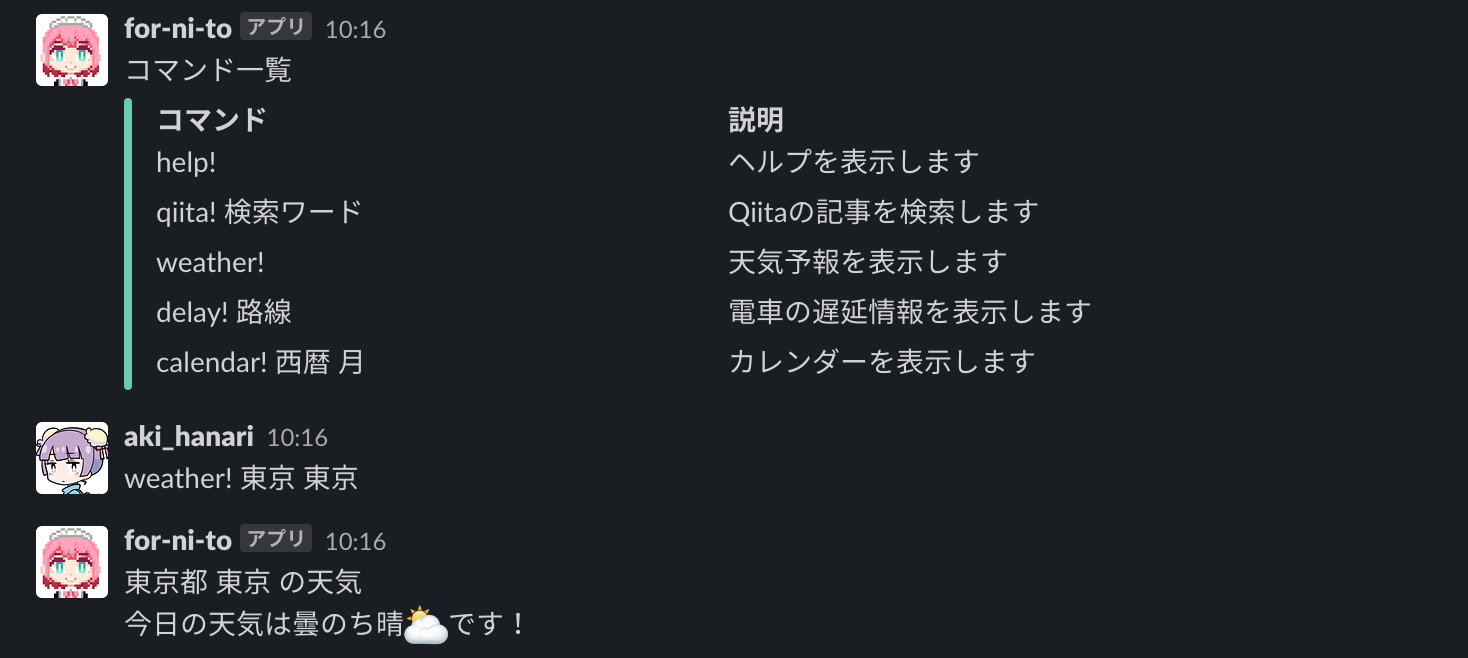 for-ni-to アプリ 10:16
コマンド一覧
コマンド 説明
help! ヘルプを表示します
qiita! 検索ワード Qiitaの記事を検索します
weather! 天気予報を表示します
delay! 路線 電車の遅延情報を表示します
calendar! 西暦 月 カレンダーを表示します
aki_hanari 10:16
weather! 東京 東京
for-ni-to アプリ 10:16
東京都 東京 の天気
今日の天気は曇のち晴🌥️です！